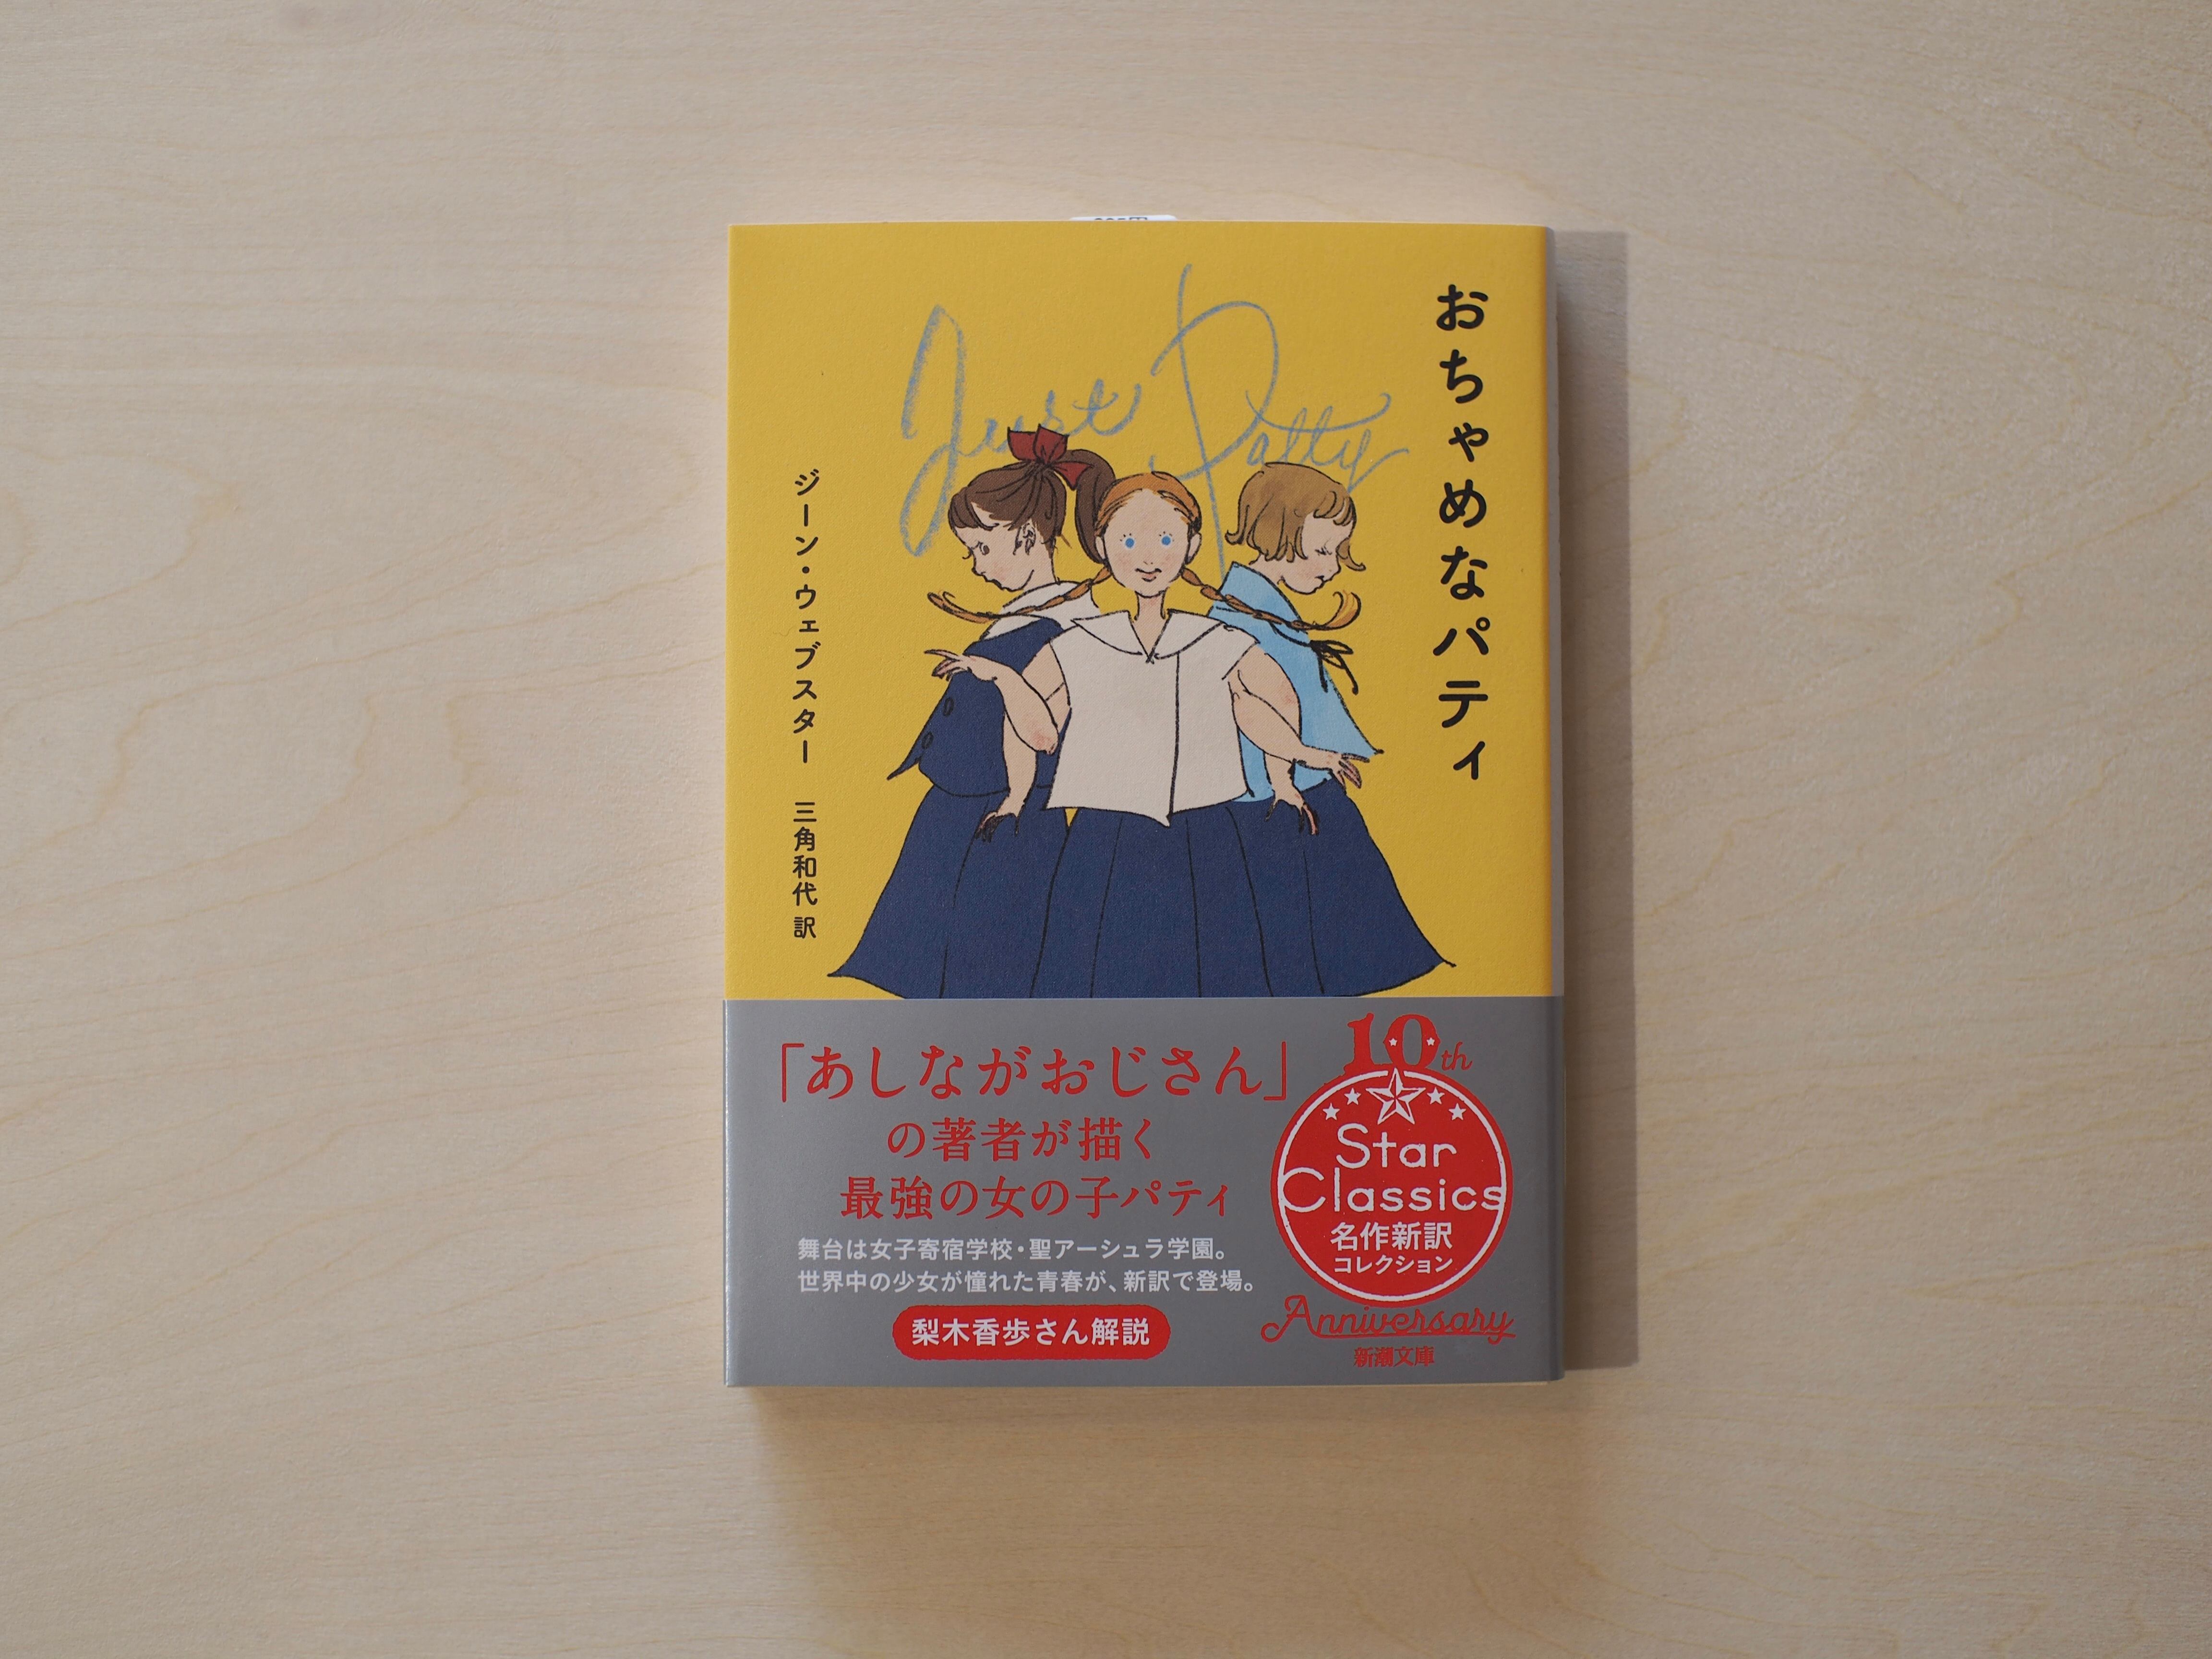 おちゃめなパティ
Just Patty
ジーン・ウェブスター 三角和代 訳
「あしながおじさん」
の著者が描く
最強の女の子パティ
舞台は女子寄宿学校・聖アーシュラ学園。
世界中の少女が憧れた青春が、新訳で登場。
梨木香歩さん解説
10th
Star
Classics
名作新訳
コレクション
Anniversary
新潮文庫